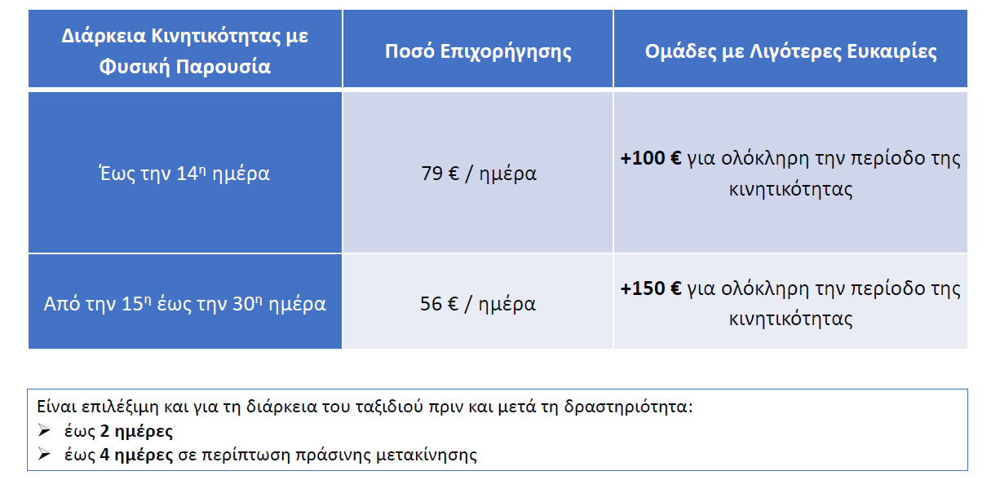 Διάρκεια Κινητικότητας με
Φυσική Παρουσία
Ποσό Επιχορήγησης
Ομάδες με Λιγότερες Ευκαιρίες
Έως την 14η ημέρα
79 € / ημέρα
+100 € για ολόκληρη την περίοδο της
κινητικότητας
Από την 15η έως την 30η ημέρα
56 € / ημέρα
+150 € για ολόκληρη την περίοδο της
κινητικότητας
Είναι επιλέξιμη και για τη διάρκεια του ταξιδιού πριν και μετά τη δραστηριότητα:
➢ έως 2 ημέρες
➢ έως 4 ημέρες σε περίπτωση πράσινης μετακίνησης